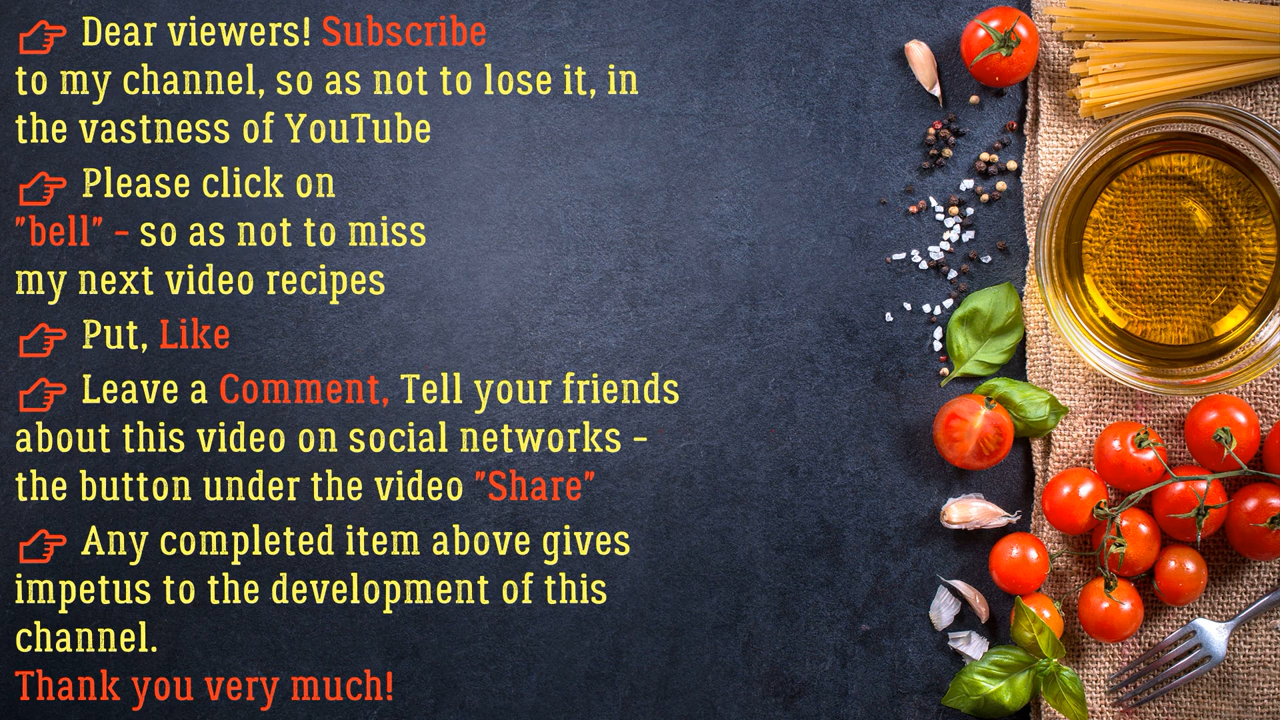 Dear viewers! Subscribe
to my channel, so as not to lose it, in
the vastness of YouTube
Please click on
"bell" - so as not to miss
my next video recipes
Put, Like
Leave a Comment, Tell your friends
about this video on social networks -
the button under the video "Share"
Any completed item above gives
impetus to the development of this
channel.
Thank you very much!